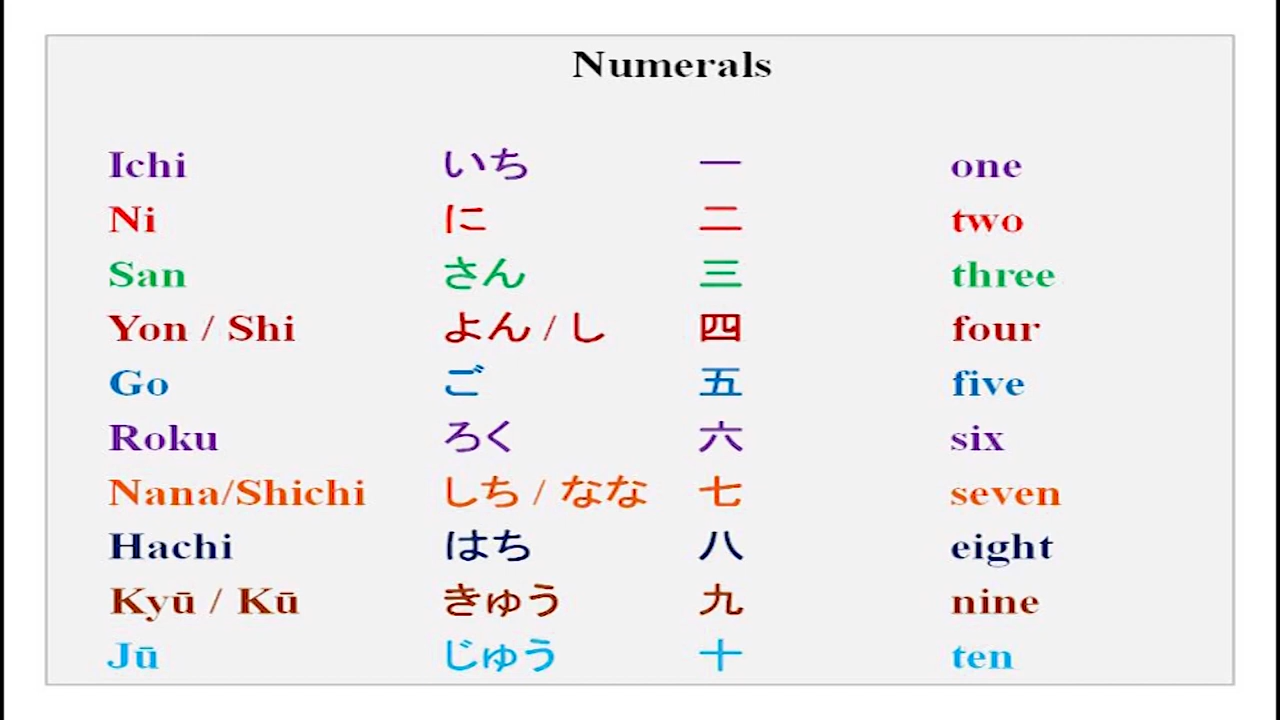 Numerals
Ichi いち 一 one
Ni に 二 two
San さん 三 three
Yon / Shi よん / し 四 four
Go ご 五 five
Roku ろく 六 six
Nana/Shichi しち / なな 七 seven
Hachi はち 八 eight
Kyū / Kū きゅう 九 nine
Jū じゅう 十 ten